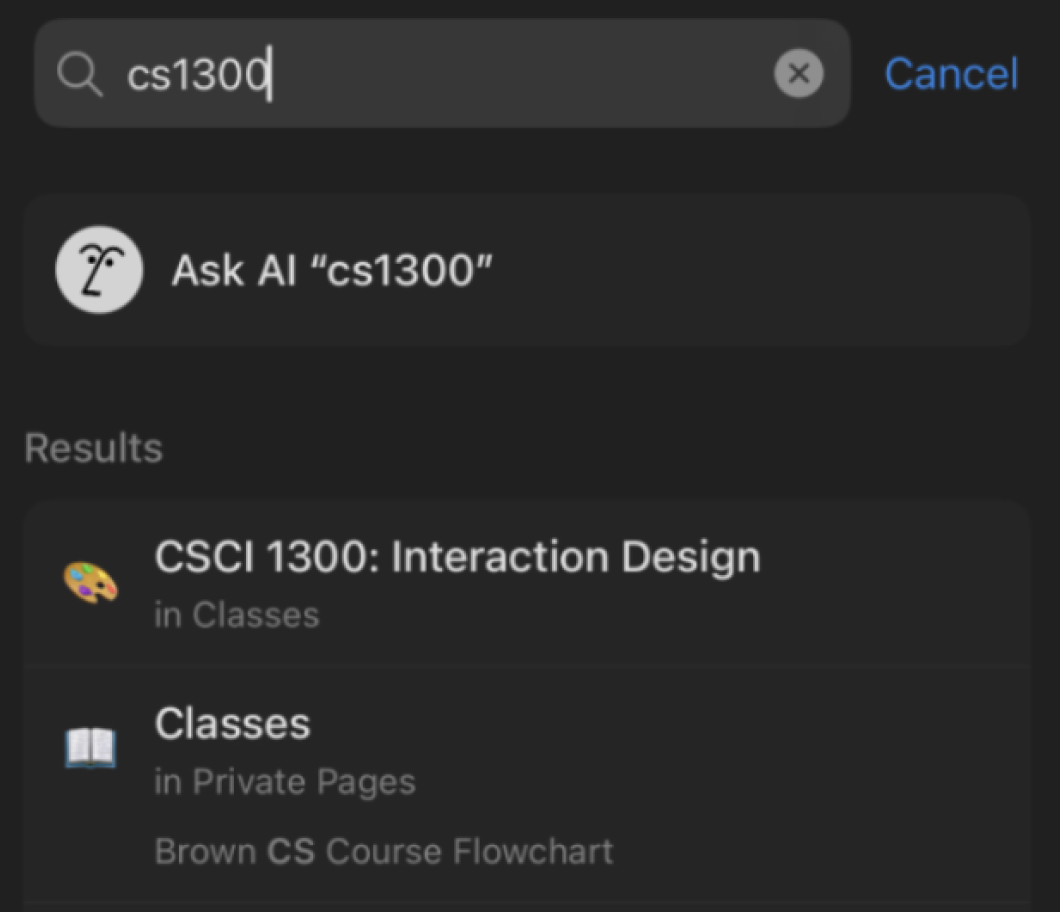 cs1300
Cancel
Ask AI “cs1300”
Results
CSCI 1300: Interaction Design
in Classes
Classes
in Private Pages
Brown CS Course Flowchart